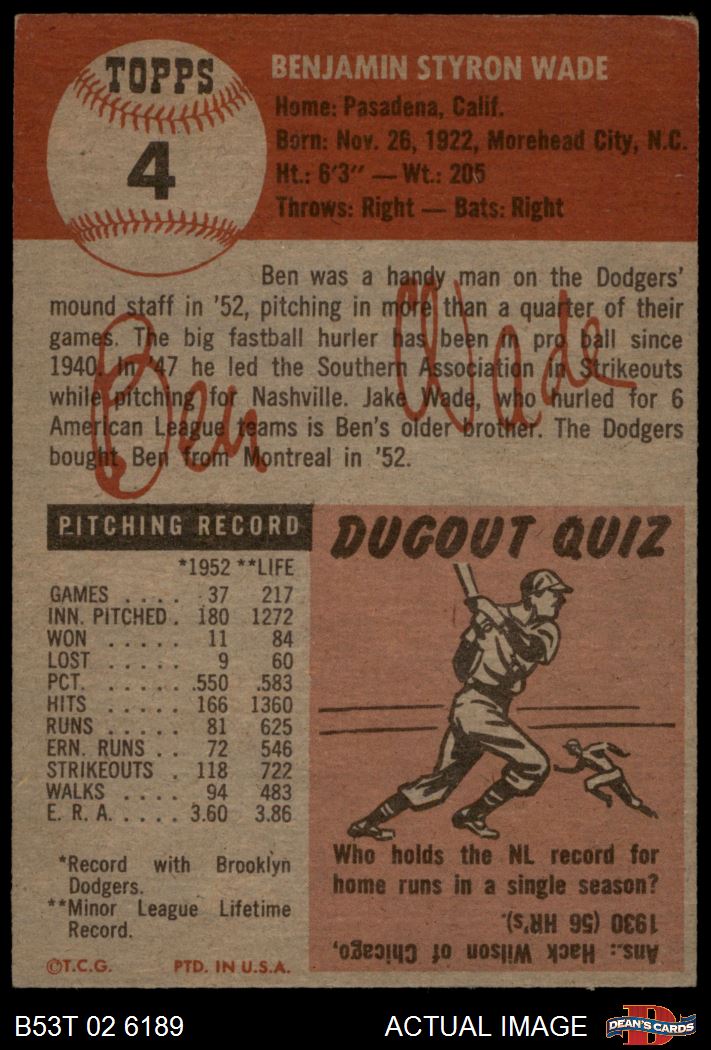 TOPPS
4
BENJAMIN STYRON WADE
Home: Pasadena, Calif.
Born: Nov. 26, 1922, Morehead City, N.C.
Ht.: 6'3" — Wt.: 205
Throws: Right — Bats: Right
Ben was a handy man on the Dodgers'
mound staff in '52, pitching in more than a quarter of their
games. The big fastball hurler has been in pro ball since
1940. In '47 he led the Southern Association in Strikeouts
while pitching for Nashville. Jake Wade, who hurled for 6
American League teams is Ben's older brother. The Dodgers
bought Ben from Montreal in '52.
Ben Wade
PITCHING RECORD
*1952 **LIFE
GAMES . . . . 37 217
INN. PITCHED . 180 1272
WON . . . . . 11 84
LOST . . . . . 9 60
PCT. . . . . . .550 .583
HITS . . . . . 166 1360
RUNS . . . . . 81 625
ERN. RUNS . . 72 546
STRIKEOUTS . 118 722
WALKS . . . . 94 483
E. R. A. . . . . 3.60 3.86
*Record with Brooklyn
Dodgers.
**Minor League Lifetime
Record.
©T.C.G. PTD. IN U.S.A.
DUGOUT QUIZ
Who holds the NL record for
home runs in a single season?
Ans.: Hack Wilson of Chicago,
1930 (56 HR's).
B53T 02 6189 ACTUAL IMAGE
DEAN'S CARDS